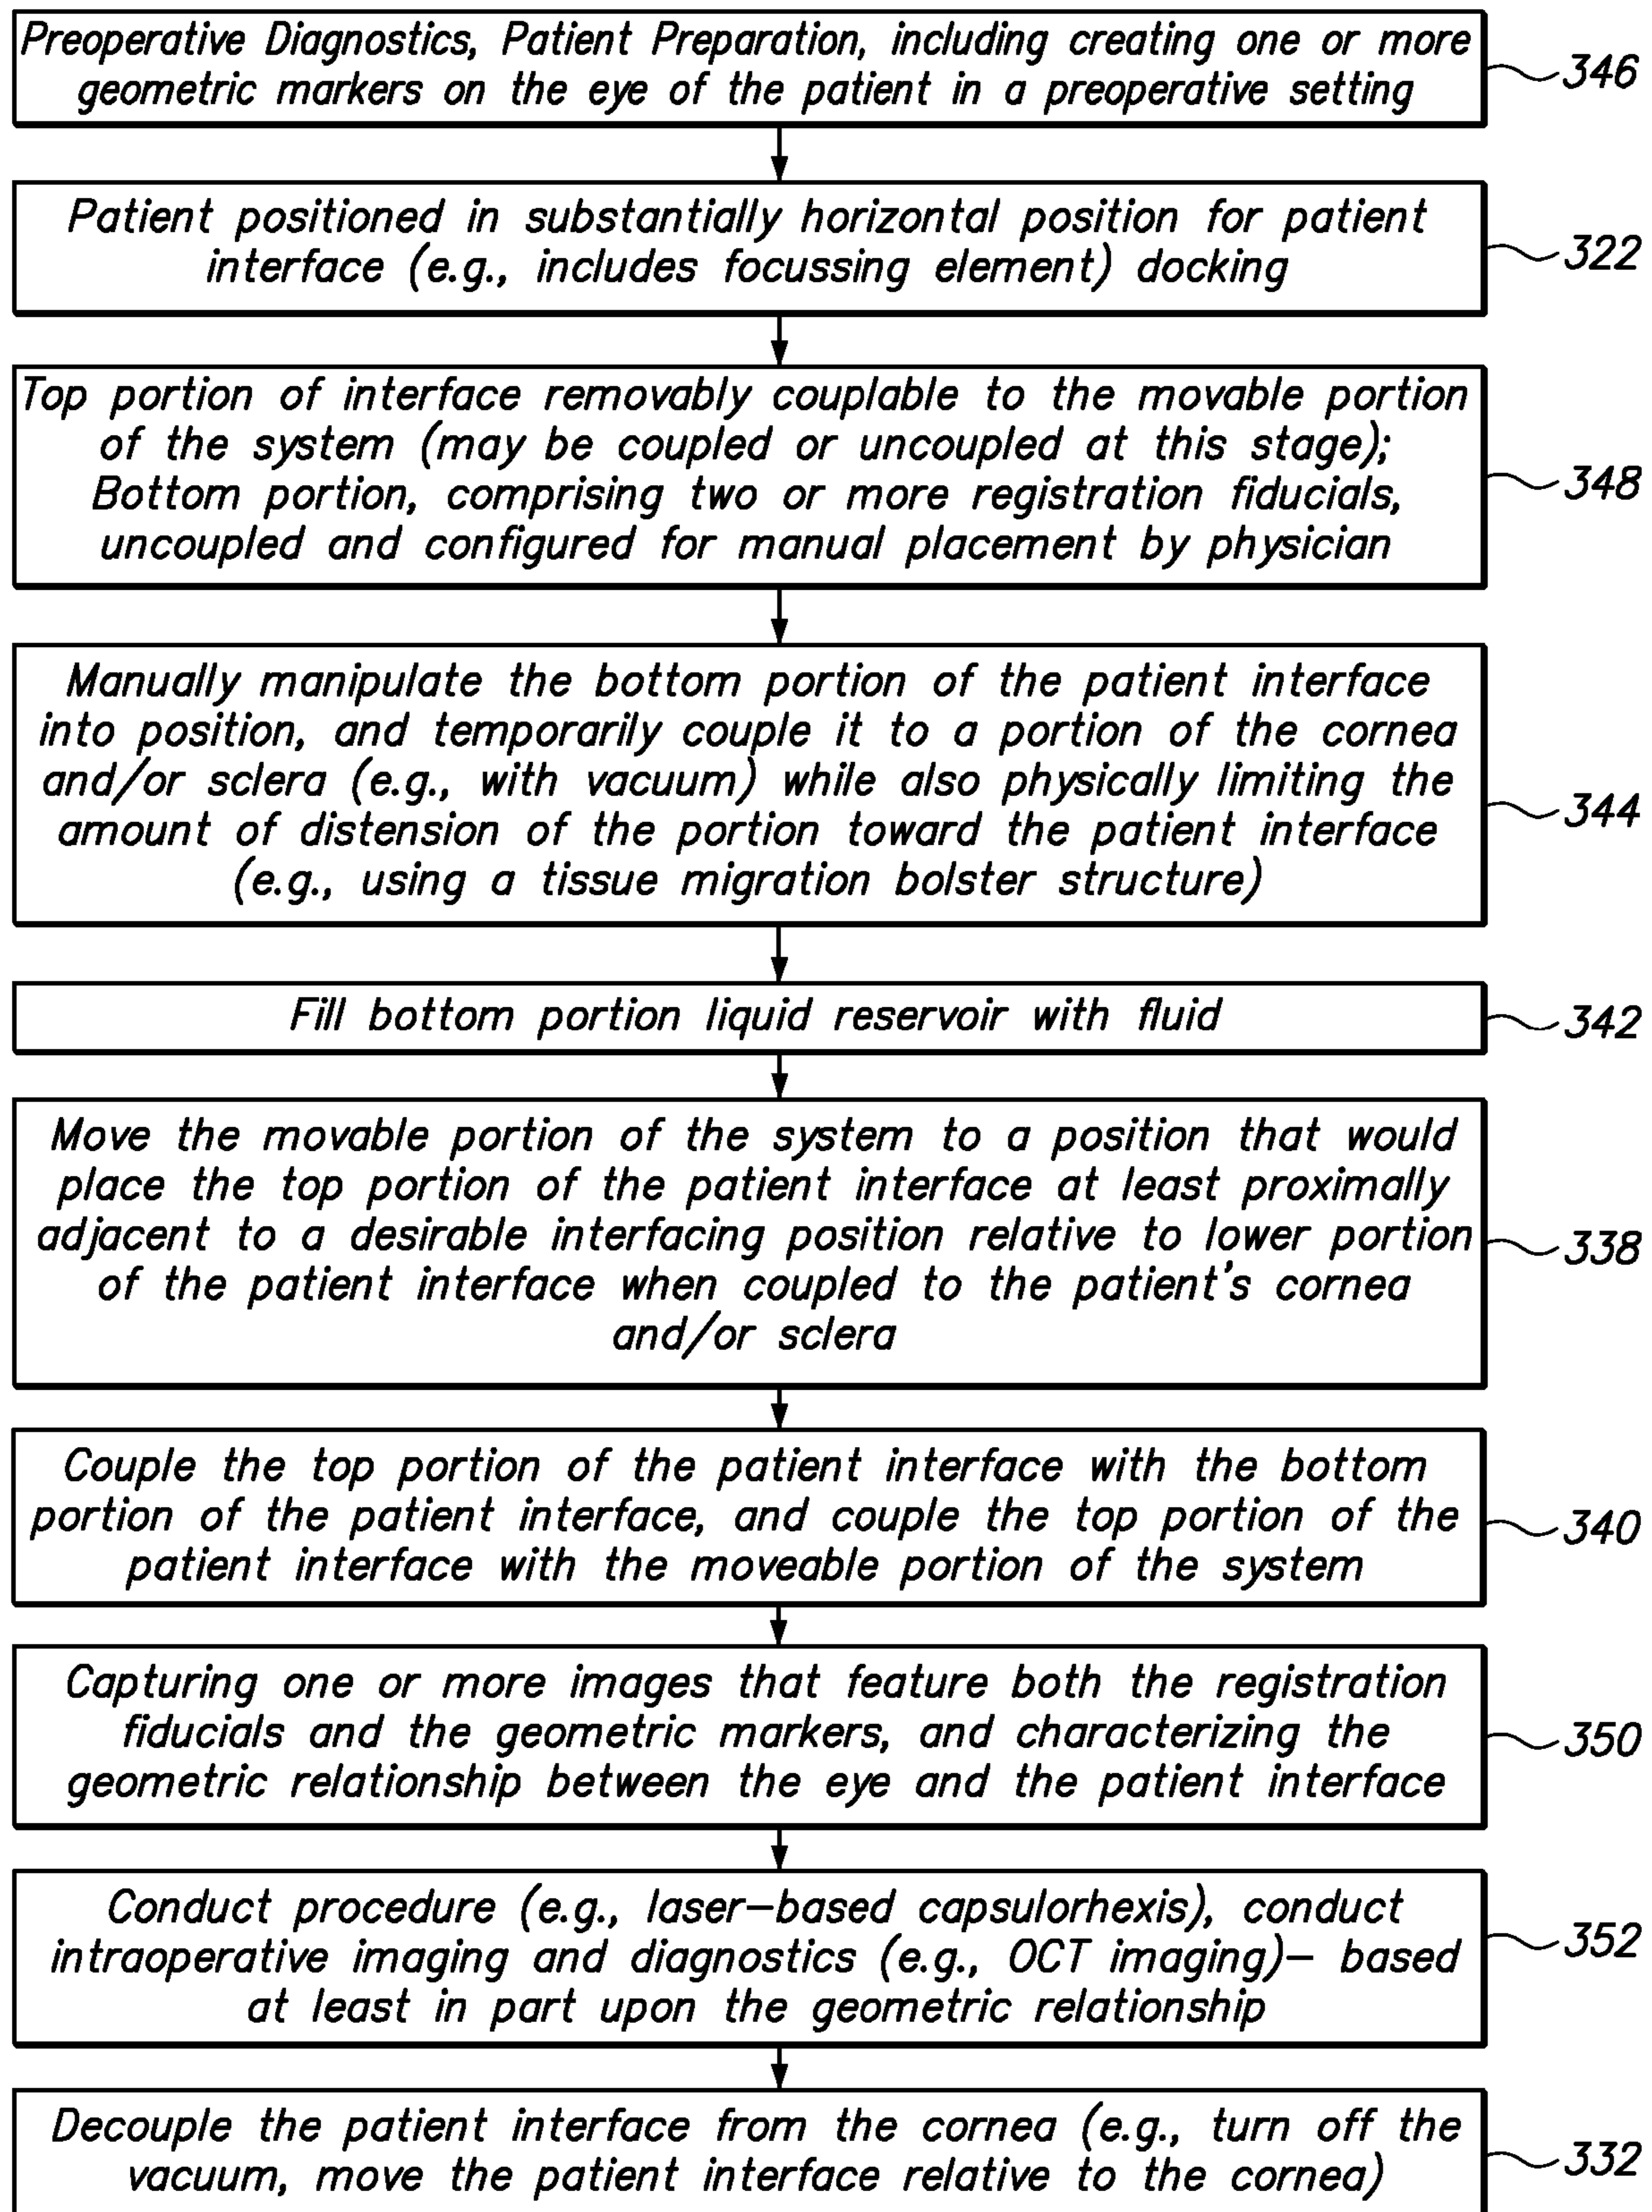 Preoperative Diagnostics, Patient Preparation, including creating one or more
geometric markers on the eye of the patient in a preoperative setting
346
Patient positioned in substantially horizontal position for patient
interface (e.g., includes focussing element) docking
322
Top portion of interface removably couplable to the movable portion
of the system (may be coupled or uncoupled at this stage);
Bottom portion, comprising two or more registration fiducials,
uncoupled and configured for manual placement by physician
348
Manually manipulate the bottom portion of the patient interface
into position, and temporarily couple it to a portion of the cornea
and/or sclera (e.g., with vacuum) while also physically limiting the
amount of distension of the portion toward the patient interface
(e.g., using a tissue migration bolster structure)
344
Fill bottom portion liquid reservoir with fluid
342
Move the movable portion of the system to a position that would
place the top portion of the patient interface at least proximally
adjacent to a desirable interfacing position relative to lower portion
of the patient interface when coupled to the patient's cornea
and/or sclera
338
Couple the top portion of the patient interface with the bottom
portion of the patient interface, and couple the top portion of the
patient interface with the moveable portion of the system
340
Capturing one or more images that feature both the registration
fiducials and the geometric markers, and characterizing the
geometric relationship between the eye and the patient interface
350
Conduct procedure (e.g., laser-based capsulorhexis), conduct
intraoperative imaging and diagnostics (e.g., OCT imaging)- based
at least in part upon the geometric relationship
352
Decouple the patient interface from the cornea (e.g., turn off the
vacuum, move the patient interface relative to the cornea)
332